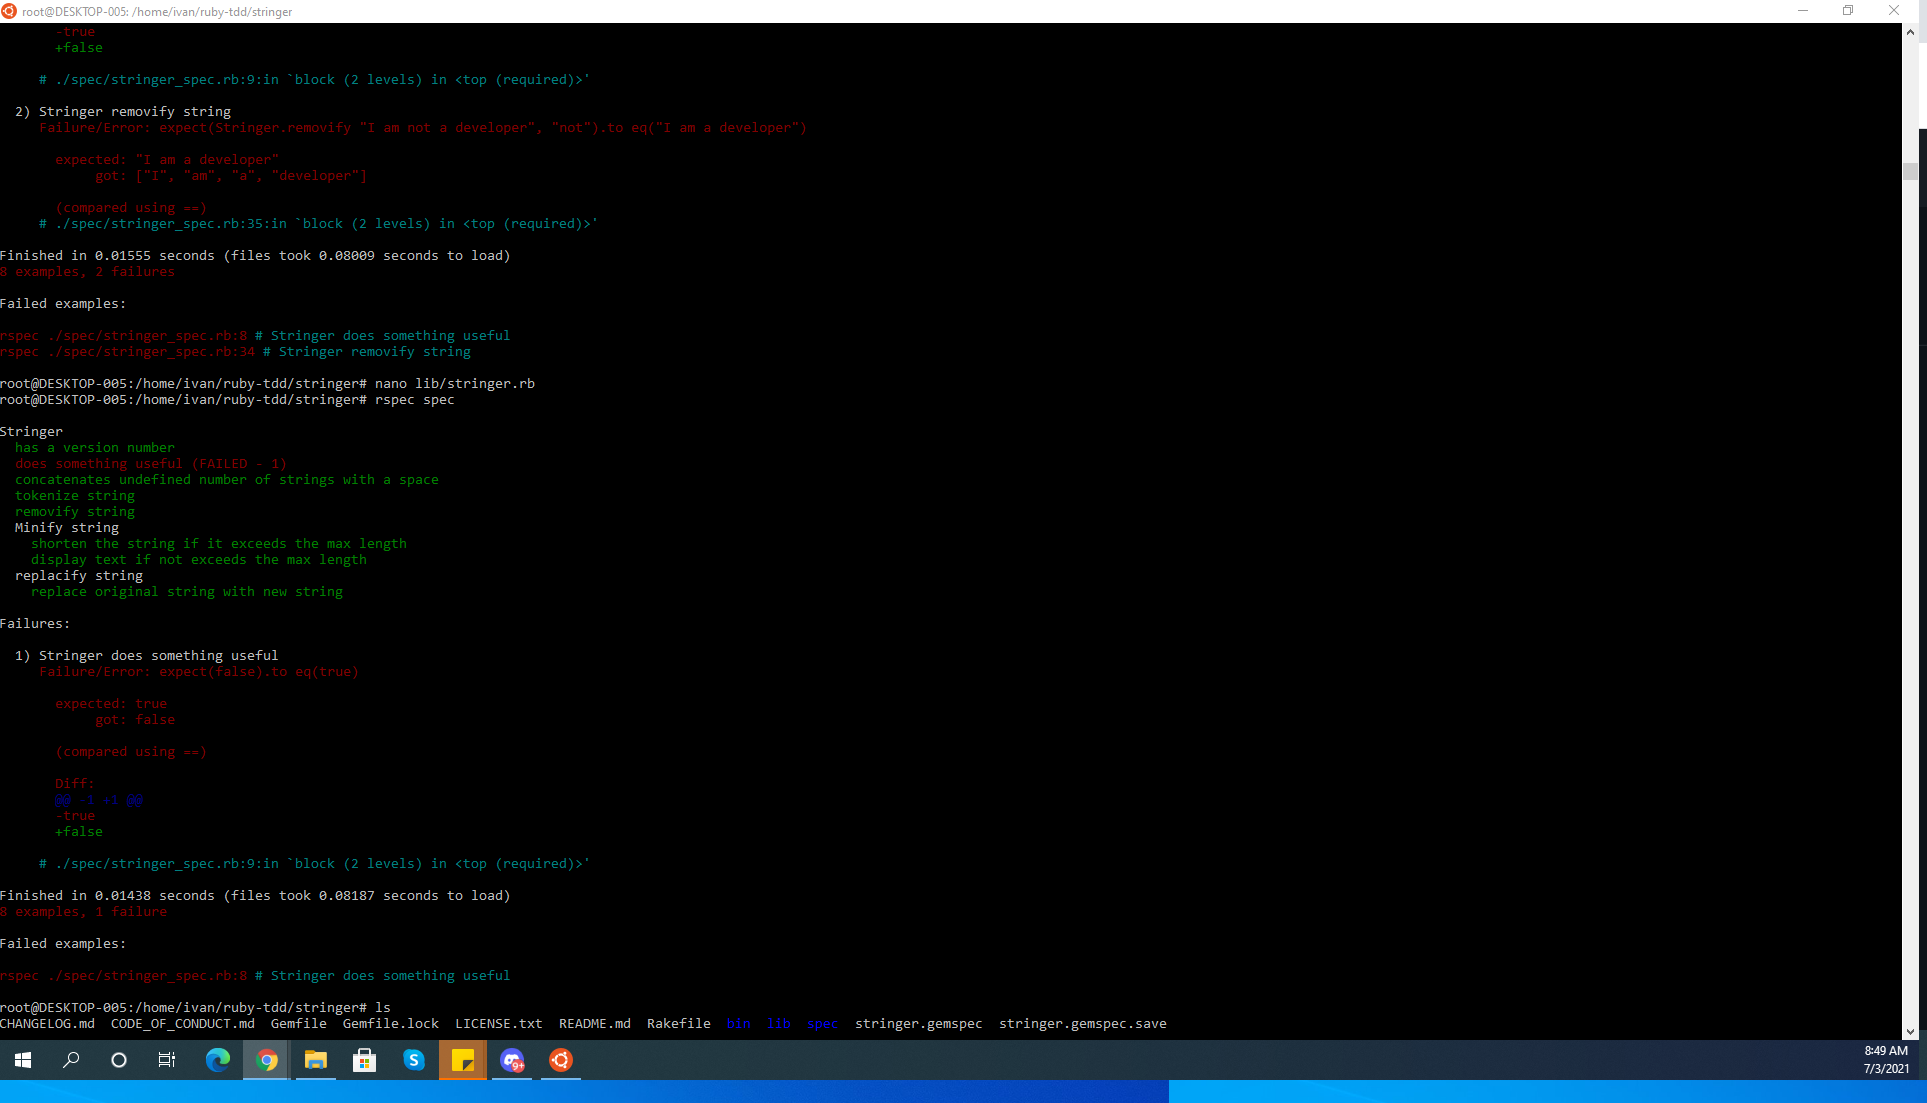 root@DESKTOP-005: /home/ivan/ruby-tdd/stringer
-true
+false
# ./spec/stringer_spec.rb:9:in `block (2 levels) in <top (required)>'
2) Stringer removify string
Failure/Error: expect(Stringer.removify "I am not a developer", "not").to eq("I am a developer")
expected: "I am a developer"
got: ["I", "am", "a", "developer"]
(compared using ==)
# ./spec/stringer_spec.rb:35:in `block (2 levels) in <top (required)>'
Finished in 0.01555 seconds (files took 0.08009 seconds to load)
8 examples, 2 failures
Failed examples:
rspec ./spec/stringer_spec.rb:8 # Stringer does something useful
rspec ./spec/stringer_spec.rb:34 # Stringer removify string
root@DESKTOP-005:/home/ivan/ruby-tdd/stringer# nano lib/stringer.rb
root@DESKTOP-005:/home/ivan/ruby-tdd/stringer# rspec spec
Stringer
has a version number
does something useful (FAILED - 1)
concatenates undefined number of strings with a space
tokenize string
removify string
Minify string
shorten the string if it exceeds the max length
display text if not exceeds the max length
replacify string
replace original string with new string
Failures:
1) Stringer does something useful
Failure/Error: expect(false).to eq(true)
expected: true
got: false
(compared using ==)
Diff:
@@ -1 +1 @@
-true
+false
# ./spec/stringer_spec.rb:9:in `block (2 levels) in <top (required)>'
Finished in 0.01438 seconds (files took 0.08187 seconds to load)
8 examples, 1 failure
Failed examples:
rspec ./spec/stringer_spec.rb:8 # Stringer does something useful
root@DESKTOP-005:/home/ivan/ruby-tdd/stringer# ls
CHANGELOG.md  CODE_OF_CONDUCT.md  Gemfile  Gemfile.lock  LICENSE.txt  README.md  Rakefile  bin  lib  spec  stringer.gemspec  stringer.gemspec.save
9+
8:49 AM
7/3/2021